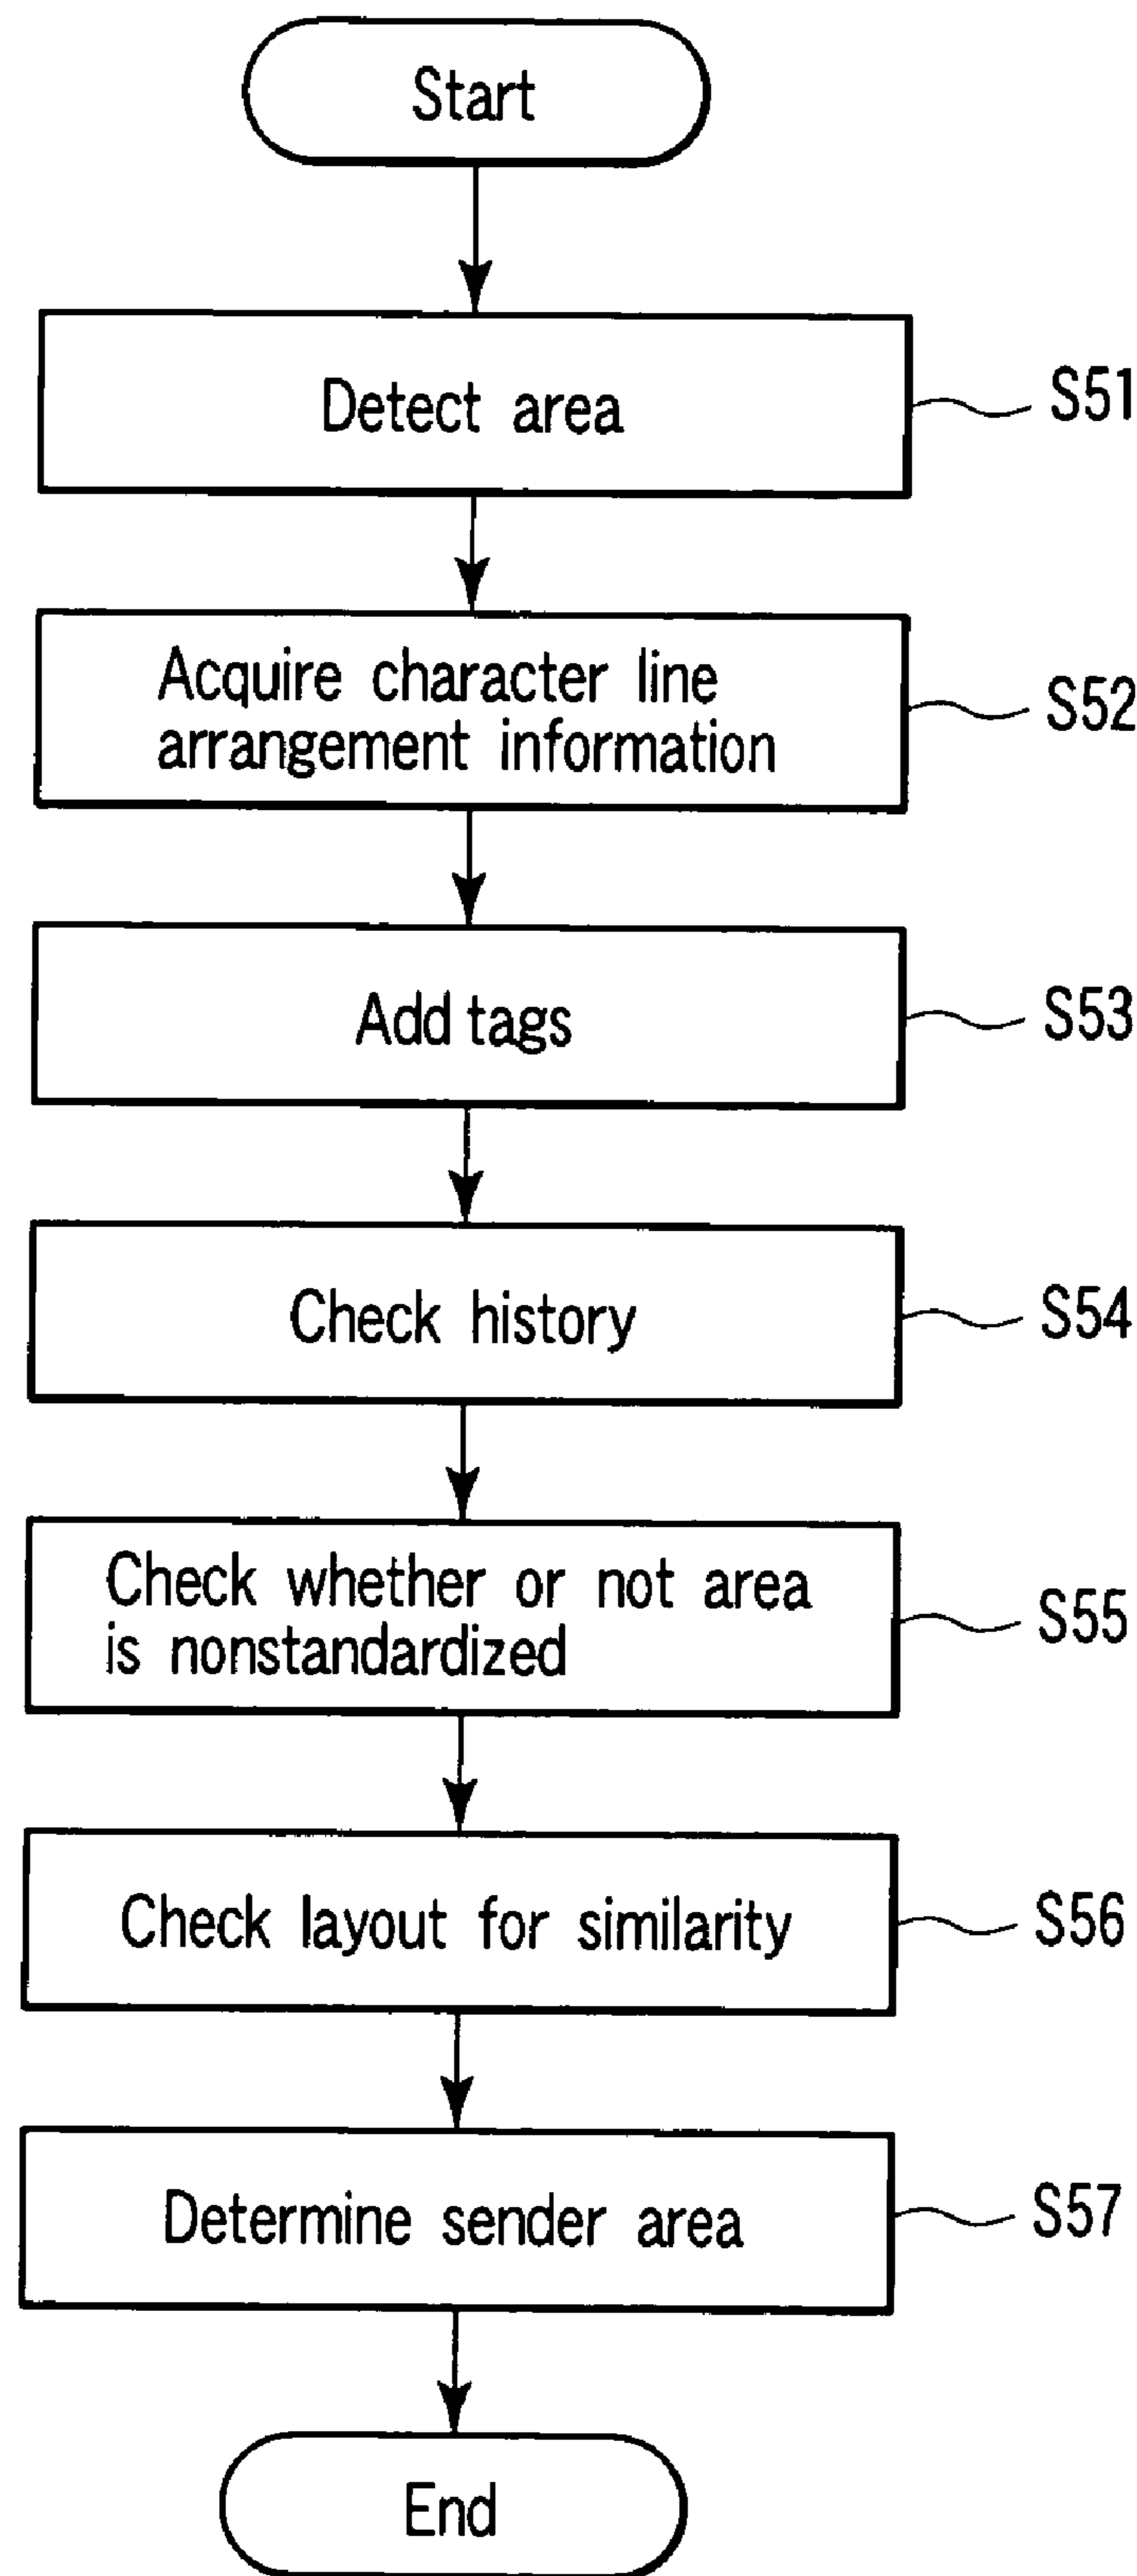 Start
Detect area
S51
Acquire character line
arrangement information
S52
Add tags
S53
Check history
S54
Check whether or not area
is nonstandardized
S55
Check layout for similarity
S56
Determine sender area
S57
End